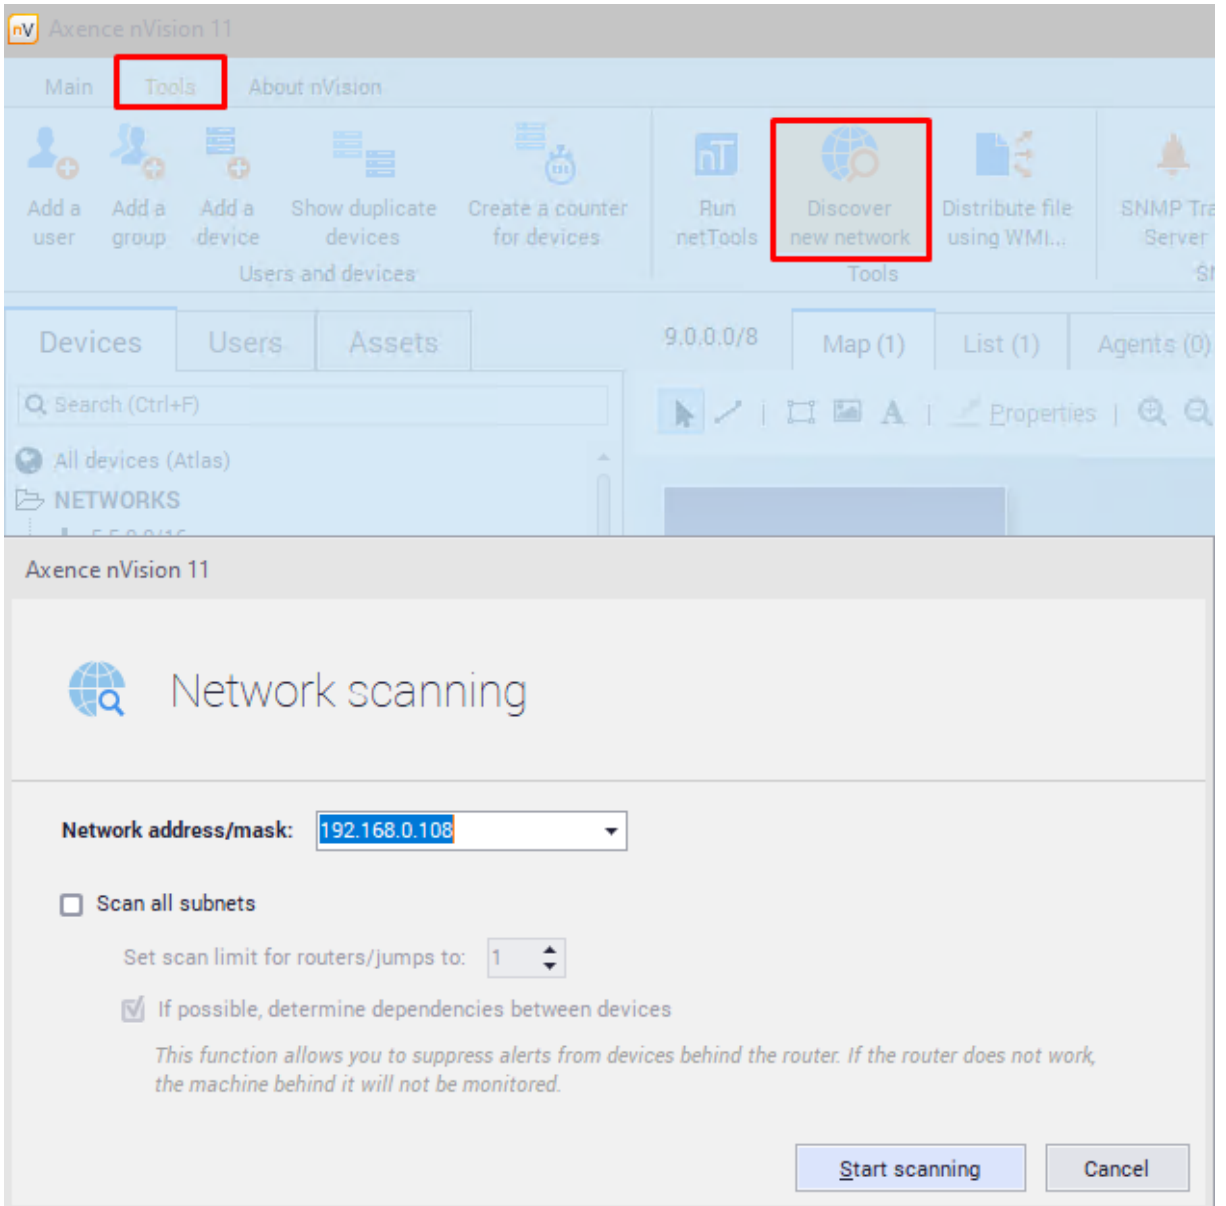 nV Axence nVision 11
Main Tools About nVision
Add a user
Add a group
Add a device
Show duplicate devices
Create a counter for devices
Users and devices
nT
Run netTools
Discover new network
Distribute file using WMI...
Tools
SNMP Tra
Server
Devices Users Assets
9.0.0.0/8 Map (1) List (1) Agents (0)
Search (Ctrl+F)
A Properties
All devices (Atlas)
NETWORKS
Axence nVision 11
Network scanning
Network address/mask: 192.168.0.108
Scan all subnets
Set scan limit for routers/jumps to: 1
If possible, determine dependencies between devices
This function allows you to suppress alerts from devices behind the router. If the router does not work,
the machine behind it will not be monitored.
Start scanning Cancel